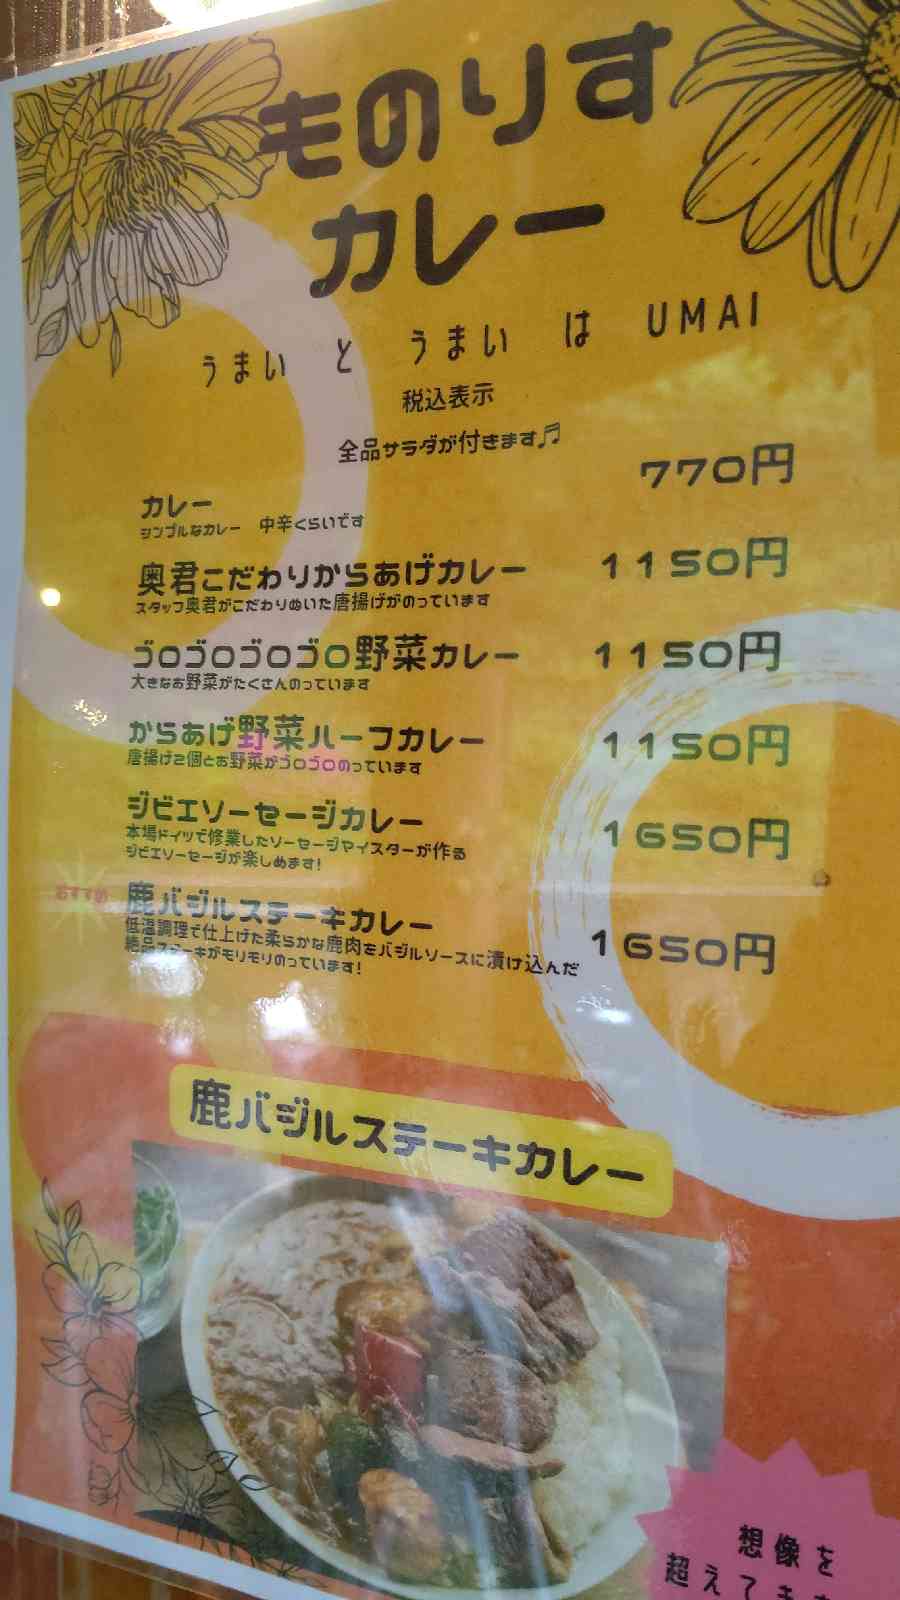 ものりす
カレー
うまい と うまい は UMAI
税込表示
全品サラダが付きます♬
カレー 770円
シンプルなカレー 中辛くらいです
奥君こだわりからあげカレー 1150円
スタッフ奥君がこだわりぬいた唐揚げがのっています
ゴロゴロゴロゴロ野菜カレー 1150円
大きなお野菜がたくさんのっています
からあげ野菜ハーフカレー 1150円
唐揚げ2個とお野菜がゴロゴロのっています
ジビエソーセージカレー 1650円
本場ドイツで修業したソーセージマイスターが作る
ジビエソーセージが楽しめます!
おすすめ 鹿バジルステーキカレー 1650円
低温調理で仕上げた柔らかな鹿肉をバジルソースに漬け込んだ
絶品ステーキがモリモリのっています!
鹿バジルステーキカレー
想像を
超えてき